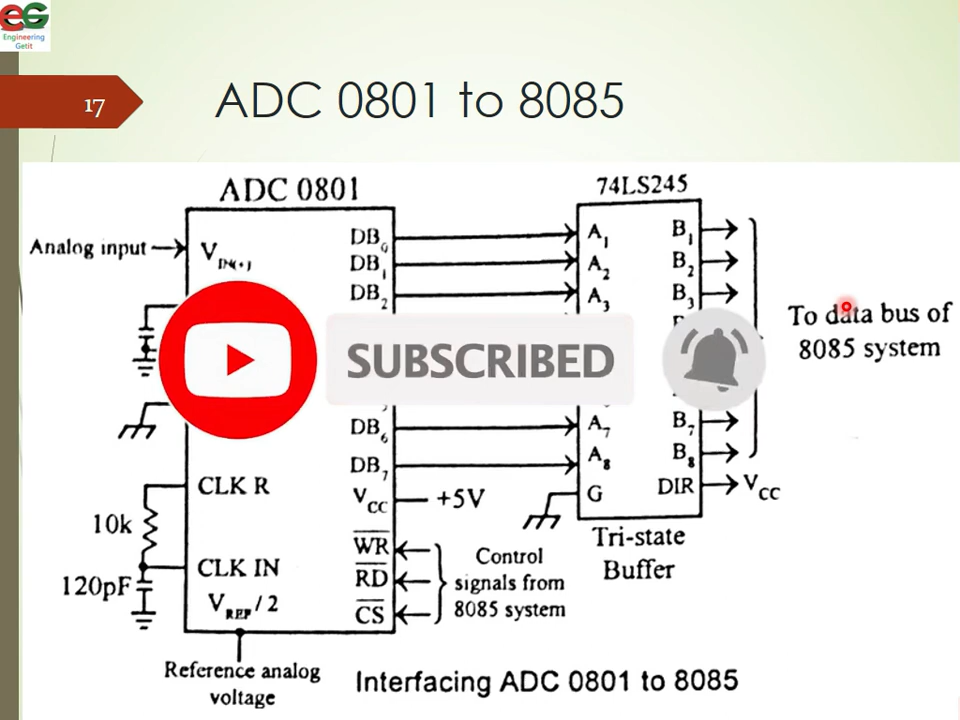 EG
Engineering
Getit
17
ADC 0801 to 8085
ADC 0801
74LS245
Analog input
V IN(+)
DB0
DB1
DB2
DB6
DB7
A1
A2
A3
A7
A8
B1
B2
B3
B7
B8
To data bus of
8085 system
SUBSCRIBED
CLK R
10k
CLK IN
120pF
VREF/2
VCC
+5V
WR
RD
CS
Control
signals from
8085 system
G
DIR
VCC
Tri-state
Buffer
Reference analog
voltage
Interfacing ADC 0801 to 8085